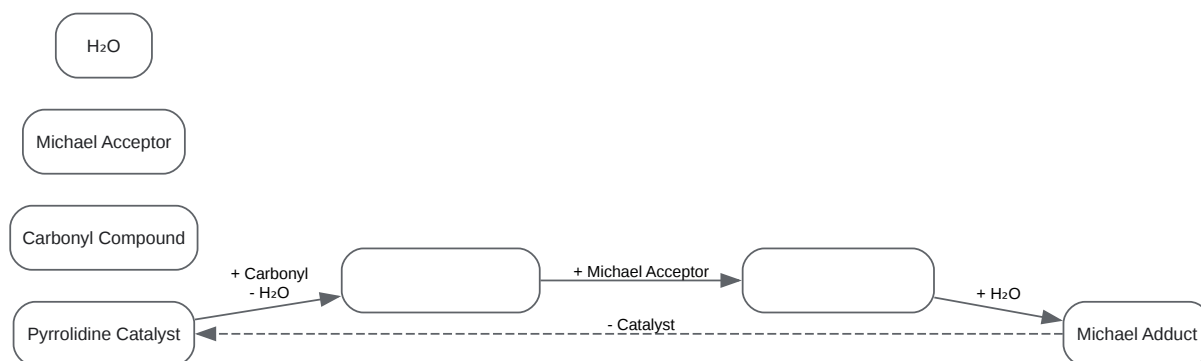 H₂O
Michael Acceptor
Carbonyl Compound
+ Carbonyl
- H₂O
+ Michael Acceptor
+ H₂O
- Catalyst
Pyrrolidine Catalyst
Michael Adduct